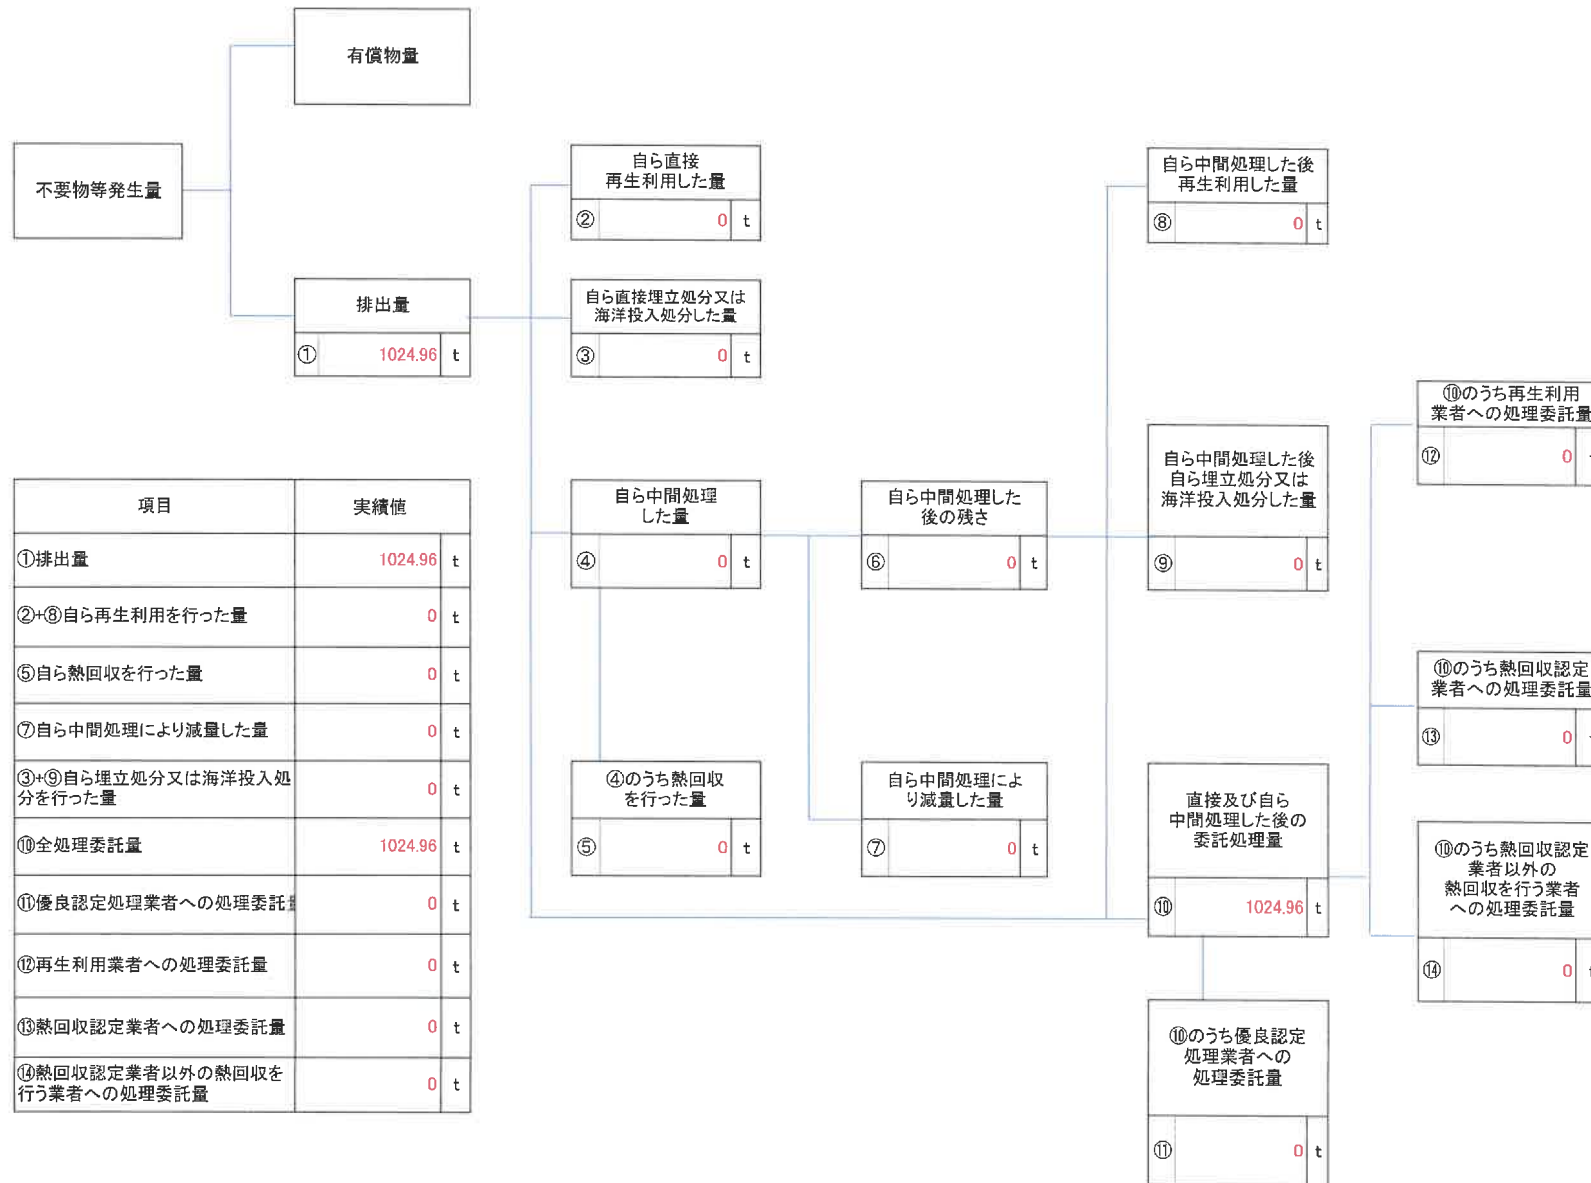 有償物量
不要物等発生量
排出量
① 1024.96 t
自ら直接
再生利用した量
② 0 t
自ら直接埋立処分又は
海洋投入処分した量
③ 0 t
自ら中間処理
した量
④ 0 t
④のうち熱回収
を行った量
⑤ 0 t
自ら中間処理した
後の残さ
⑥ 0 t
自ら中間処理によ
り減量した量
⑦ 0 t
自ら中間処理した後
再生利用した量
⑧ 0 t
自ら中間処理した後
自ら埋立処分又は
海洋投入処分した量
⑨ 0 t
直接及び自ら
中間処理した後の
委託処理量
⑩ 1024.96 t
⑩のうち優良認定
処理業者への
処理委託量
⑪ 0 t
⑩のうち再生利用
業者への処理委託量
⑫ 0
⑩のうち熱回収認定
業者への処理委託量
⑬ 0
⑩のうち熱回収認定
業者以外の
熱回収を行う業者
への処理委託量
⑭ 0
項目 実績値
①排出量 1024.96 t
②+⑧自ら再生利用を行った量 0 t
⑤自ら熱回収を行った量 0 t
⑦自ら中間処理により減量した量 0 t
③+⑨自ら埋立処分又は海洋投入処
分を行った量 0 t
⑩全処理委託量 1024.96 t
⑪優良認定処理業者への処理委託量 0 t
⑫再生利用業者への処理委託量 0 t
⑬熱回収認定業者への処理委託量 0 t
⑭熱回収認定業者以外の熱回収を
行う業者への処理委託量 0 t